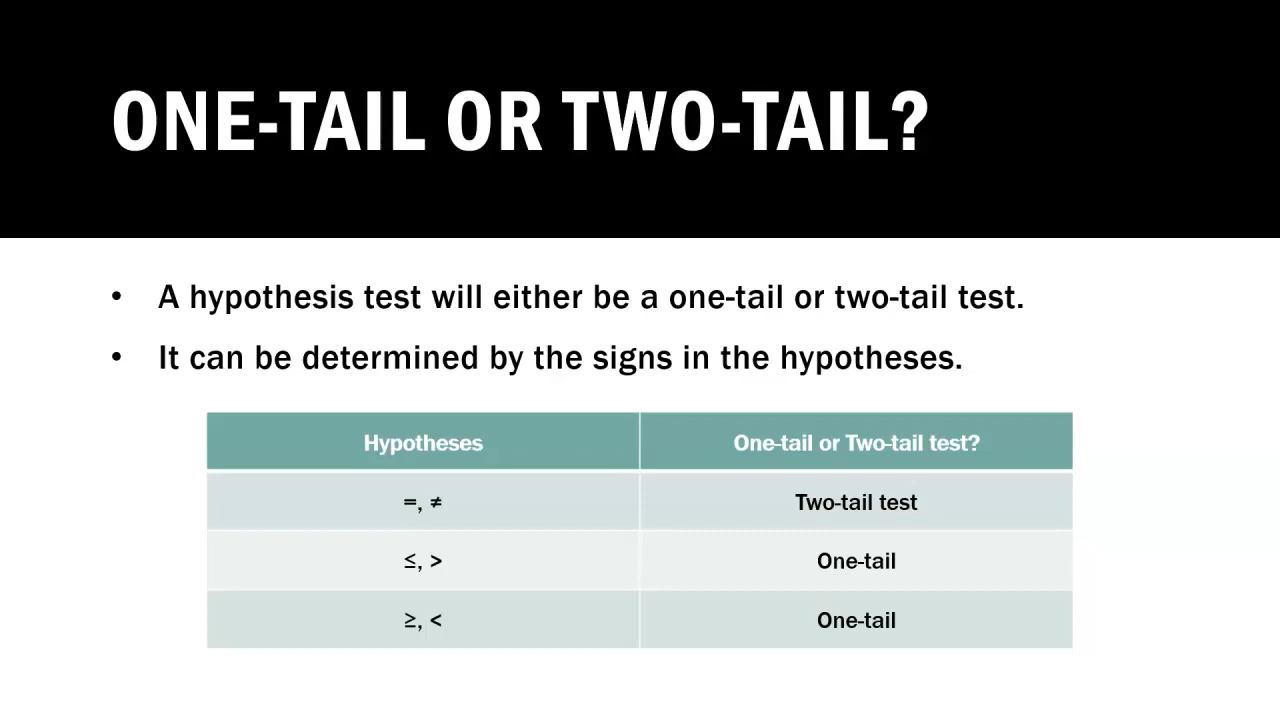 ONE-TAIL OR TWO-TAIL?
• A hypothesis test will either be a one-tail or two-tail test.
• It can be determined by the signs in the hypotheses.
Hypotheses One-tail or Two-tail test?
=, ≠ Two-tail test
≤, > One-tail
≥, < One-tail